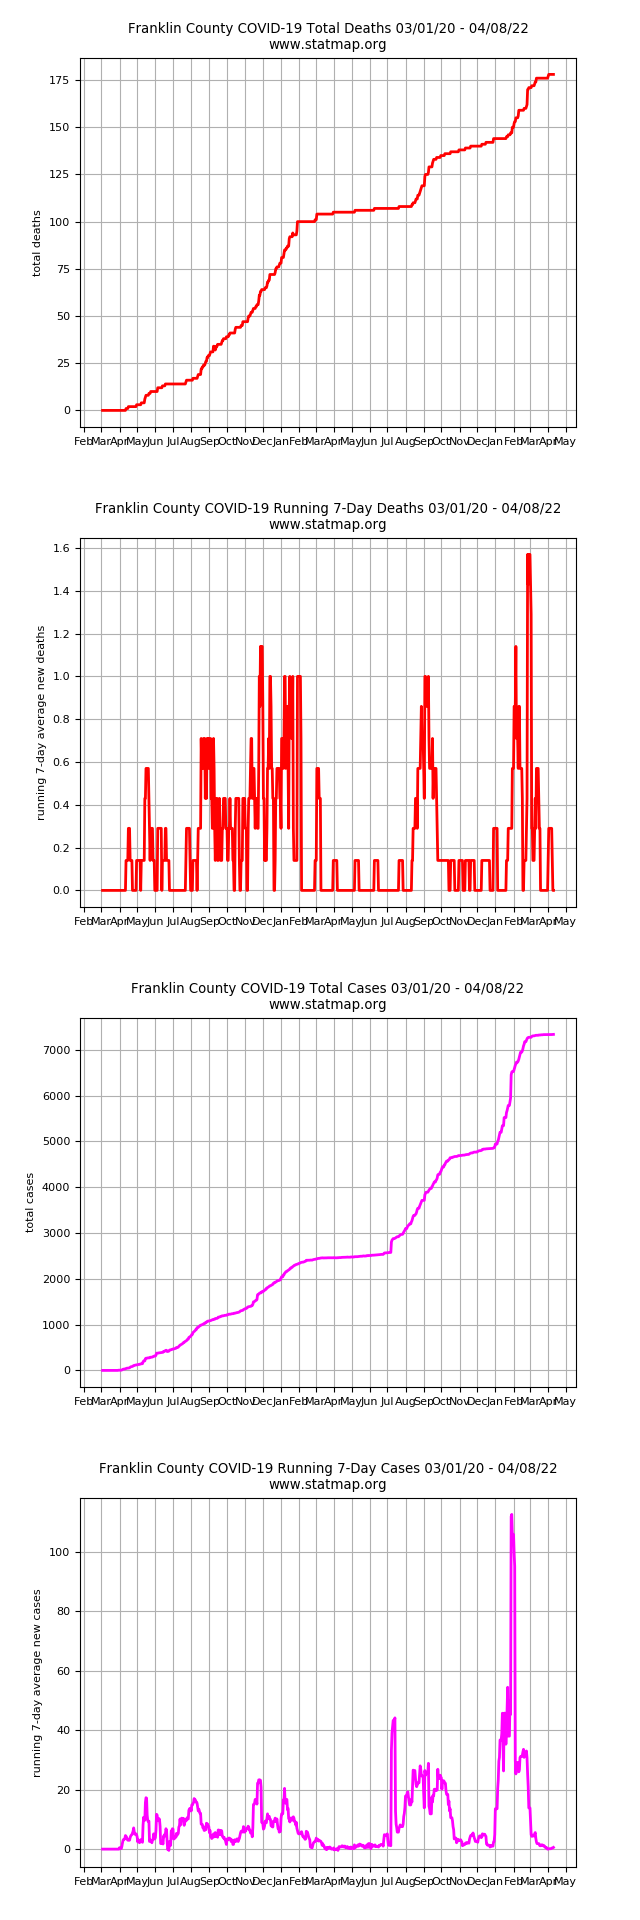 Franklin County COVID-19 Total Deaths 03/01/20 - 04/08/22
www.statmap.org
175
150
125
100
75
50
25
0
total deaths
Feb Mar Apr May Jun Jul Aug Sep Oct Nov Dec Jan Feb Mar Apr May Jun Jul Aug Sep Oct Nov Dec Jan Feb Mar Apr May
Franklin County COVID-19 Running 7-Day Deaths 03/01/20 - 04/08/22
www.statmap.org
1.6
1.4
1.2
1.0
0.8
0.6
0.4
0.2
0.0
running 7-day average new deaths
Feb Mar Apr May Jun Jul Aug Sep Oct Nov Dec Jan Feb Mar Apr May Jun Jul Aug Sep Oct Nov Dec Jan Feb Mar Apr May
Franklin County COVID-19 Total Cases 03/01/20 - 04/08/22
www.statmap.org
7000
6000
5000
4000
3000
2000
1000
0
total cases
Feb Mar Apr May Jun Jul Aug Sep Oct Nov Dec Jan Feb Mar Apr May Jun Jul Aug Sep Oct Nov Dec Jan Feb Mar Apr May
Franklin County COVID-19 Running 7-Day Cases 03/01/20 - 04/08/22
www.statmap.org
100
80
60
40
20
0
running 7-day average new cases
Feb Mar Apr May Jun Jul Aug Sep Oct Nov Dec Jan Feb Mar Apr May Jun Jul Aug Sep Oct Nov Dec Jan Feb Mar Apr May